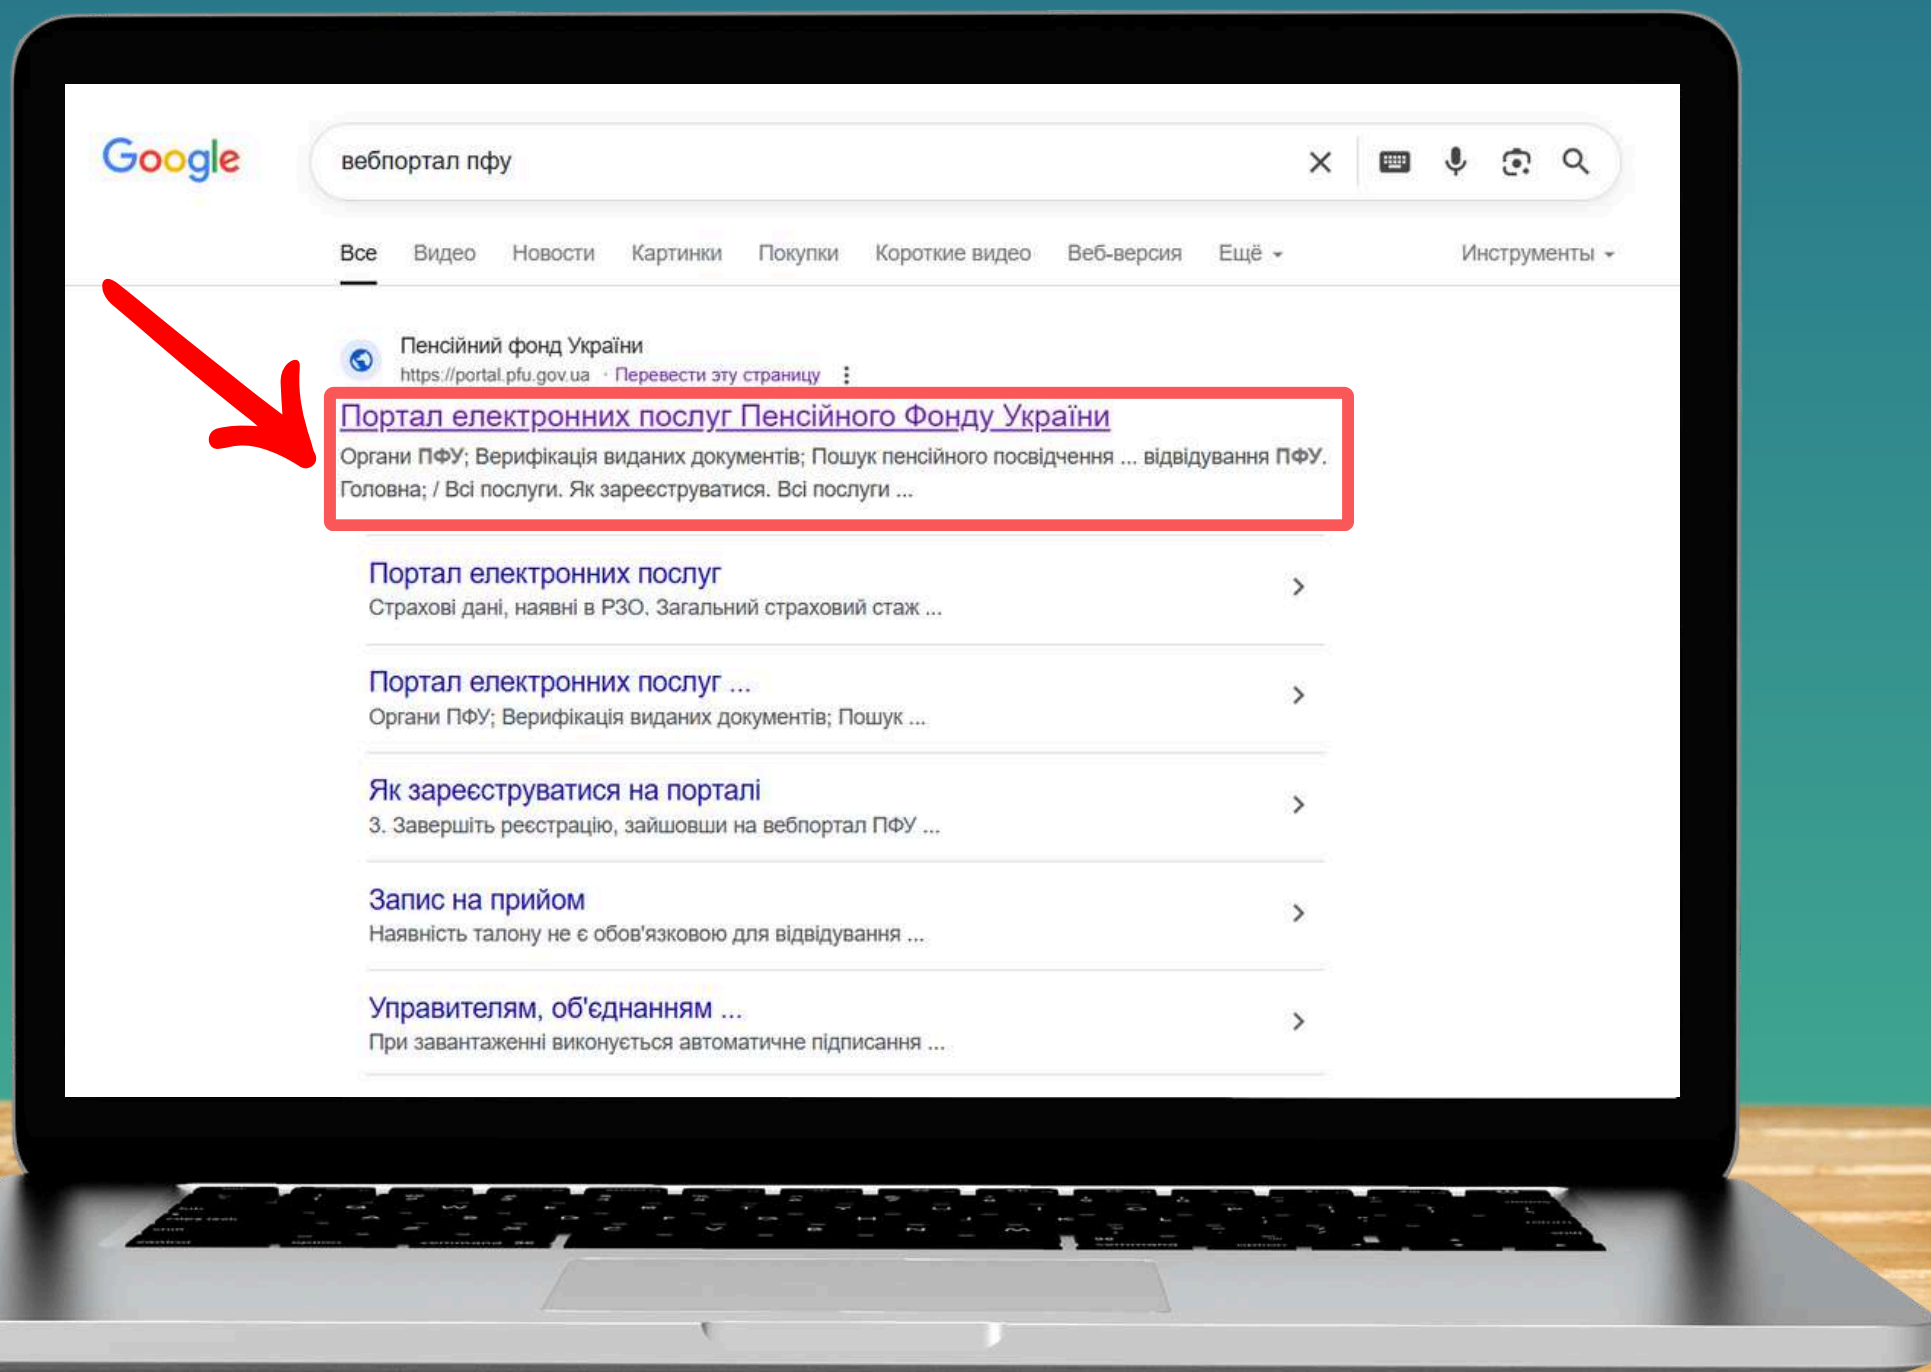 Google
вебпортал пфу
Все Видео Новости Картинки Покупки Короткие видео Веб-версия Ещё Инструменты
Пенсійний фонд України
https://portal.pfu.gov.ua · Перевести эту страницу
Портал електронних послуг Пенсійного Фонду України
Органи ПФУ; Верифікація виданих документів; Пошук пенсійного посвідчення ... відвідування ПФУ.
Головна; / Всі послуги. Як зареєструватися. Всі послуги ...
Портал електронних послуг
Страхові дані, наявні в РЗО. Загальний страховий стаж ...
Портал електронних послуг ...
Органи ПФУ; Верифікація виданих документів; Пошук ...
Як зареєструватися на порталі
3. Завершіть реєстрацію, зайшовши на вебпортал ПФУ ...
Запис на прийом
Наявність талону не є обов'язковою для відвідування ...
Управителям, об'єднанням ...
При завантаженні виконується автоматичне підписання ...